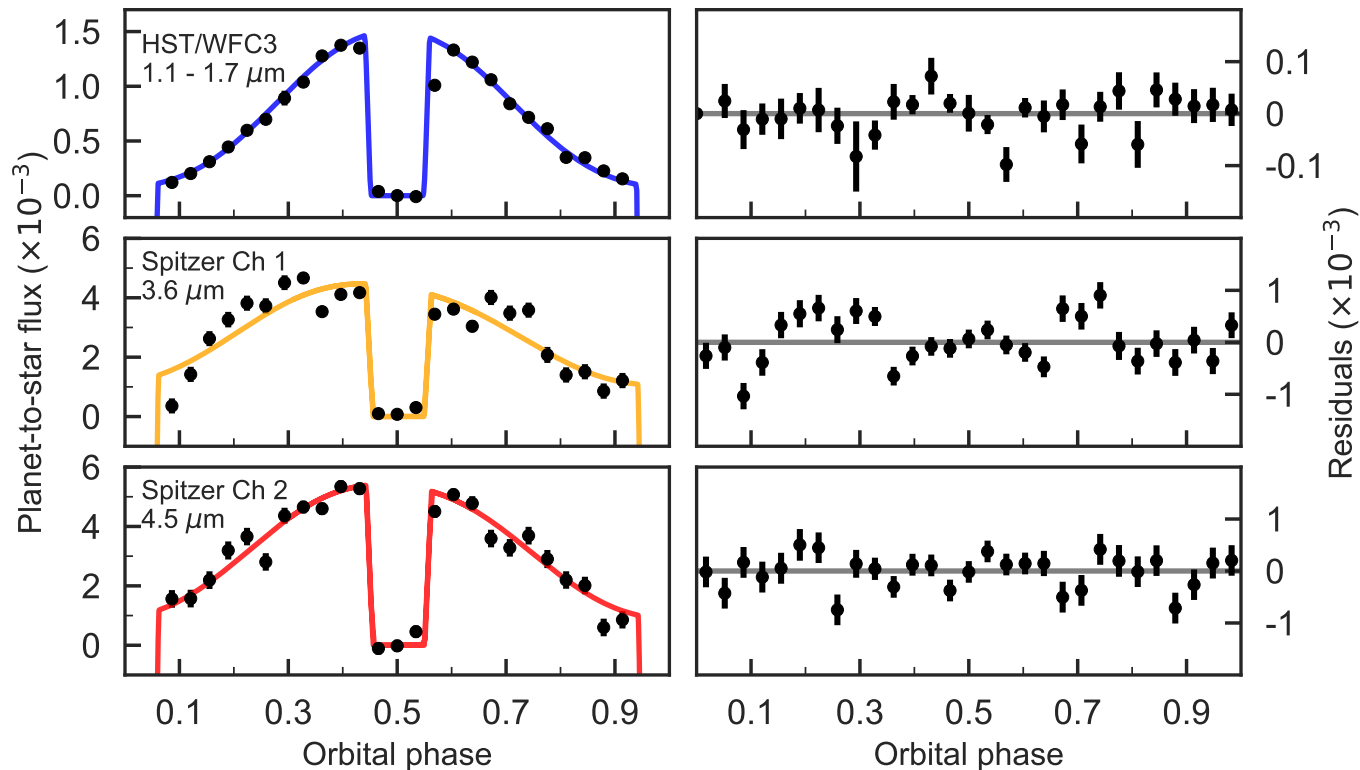 Planet-to-star flux (×10⁻³)
HST/WFC3
1.1 - 1.7 μm
1.5
1.0
0.5
0.0
Spitzer Ch 1
3.6 μm
6
4
2
0
Spitzer Ch 2
4.5 μm
6
4
2
0
0.1 0.3 0.5 0.7 0.9
Orbital phase
0.1
0
-0.1
1
0
-1
1
0
-1
Residuals (×10⁻³)
0.1 0.3 0.5 0.7 0.9
Orbital phase